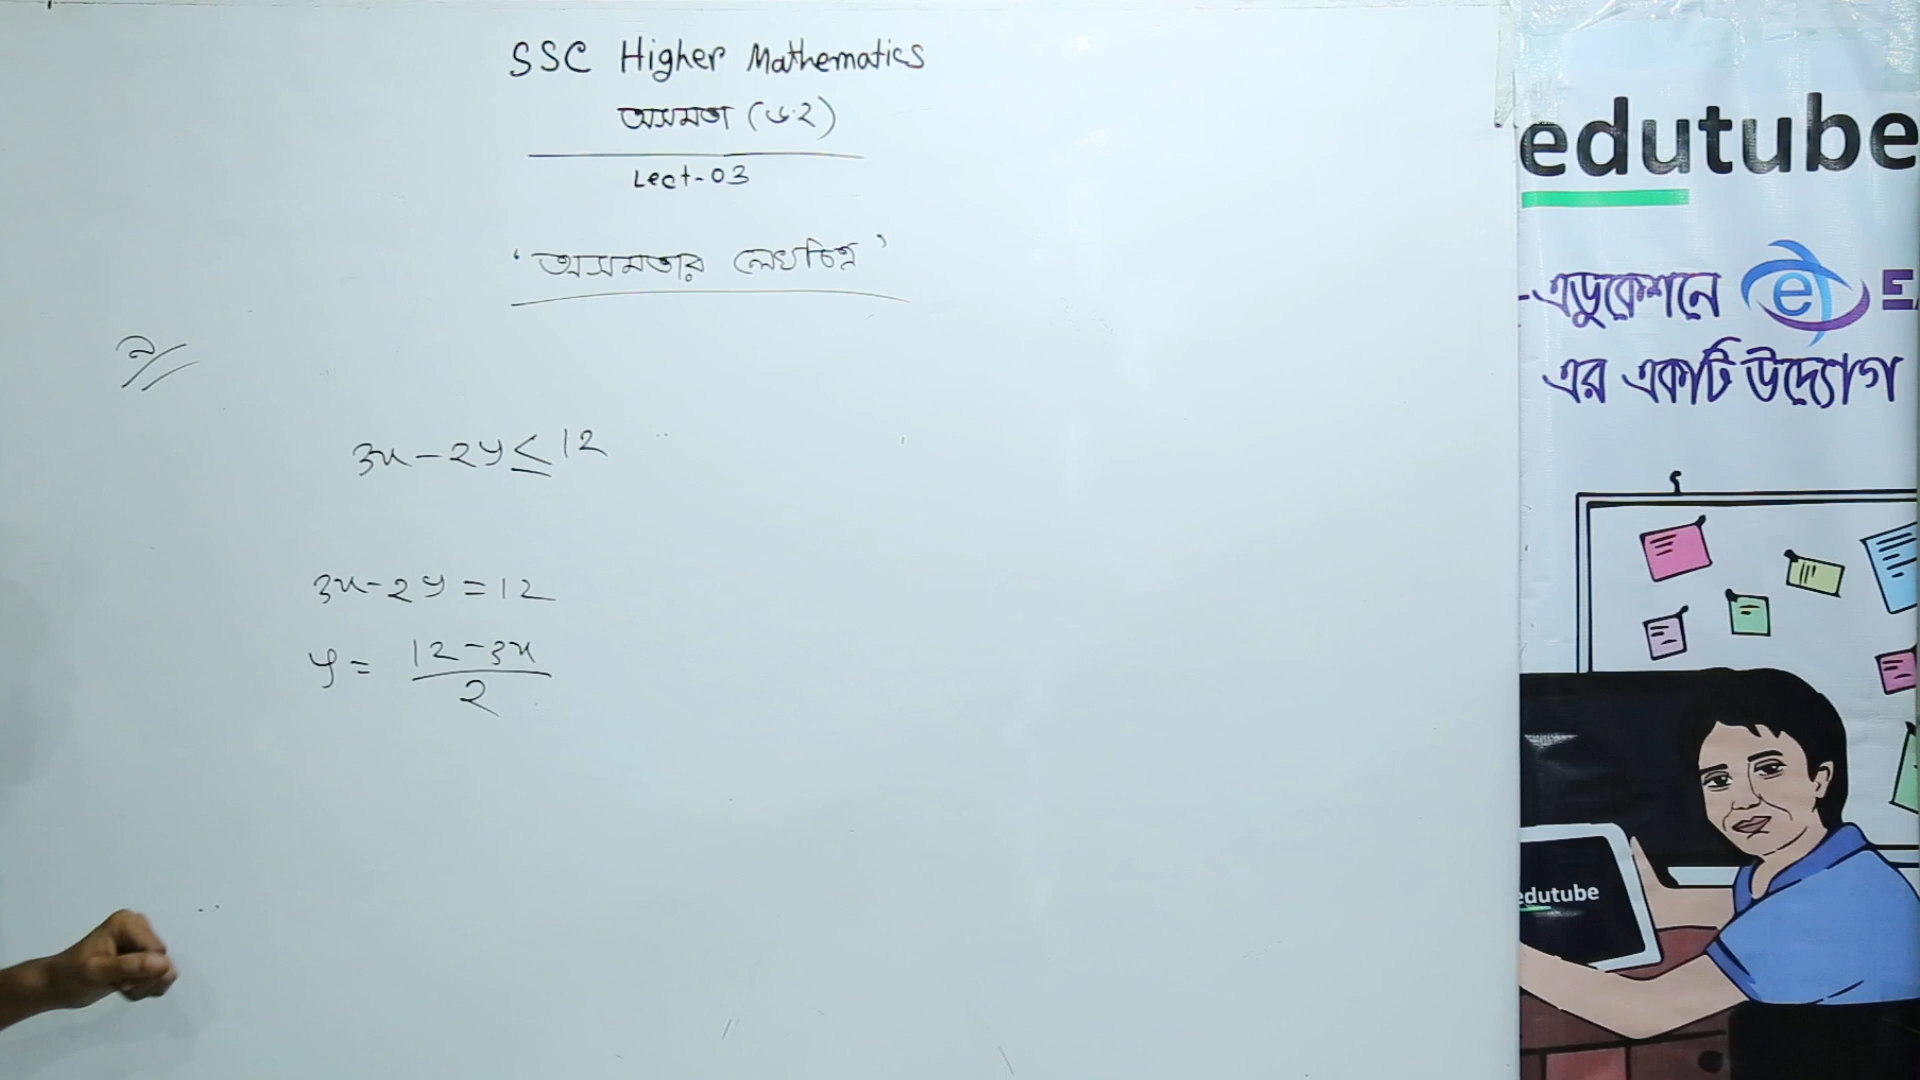 SSC Higher Mathematics
অসমতা (৬.২)
Lect-03
‘অসমতার লেখচিত্র’
3x-2y≤12
3x-2y=12
y= 12-3x
2
edutube
-এডুকেশনে e
এর একটি উদ্যোগ
edutube